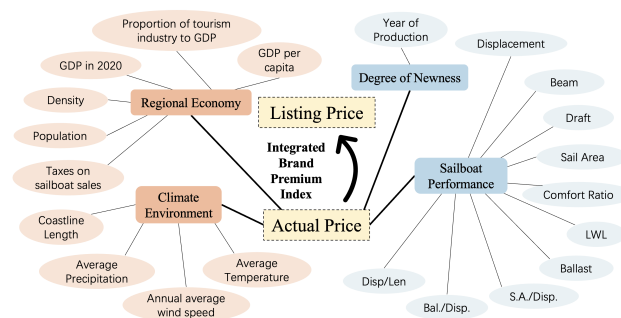 Proportion of tourism
industry to GDP
GDP in 2020
GDP per
capita
Density
Regional Economy
Population
Taxes on
sailboat sales
Year of
Production
Degree of Newness
Displacement
Beam
Draft
Sail Area
Comfort Ratio
LWL
Ballast
S.A./Disp.
Bal./Disp.
Disp/Len
Sailboat
Performance
Listing Price
Integrated
Brand
Premium
Index
Actual Price
Climate
Environment
Coastline
Length
Average
Precipitation
Annual average
wind speed
Average
Temperature